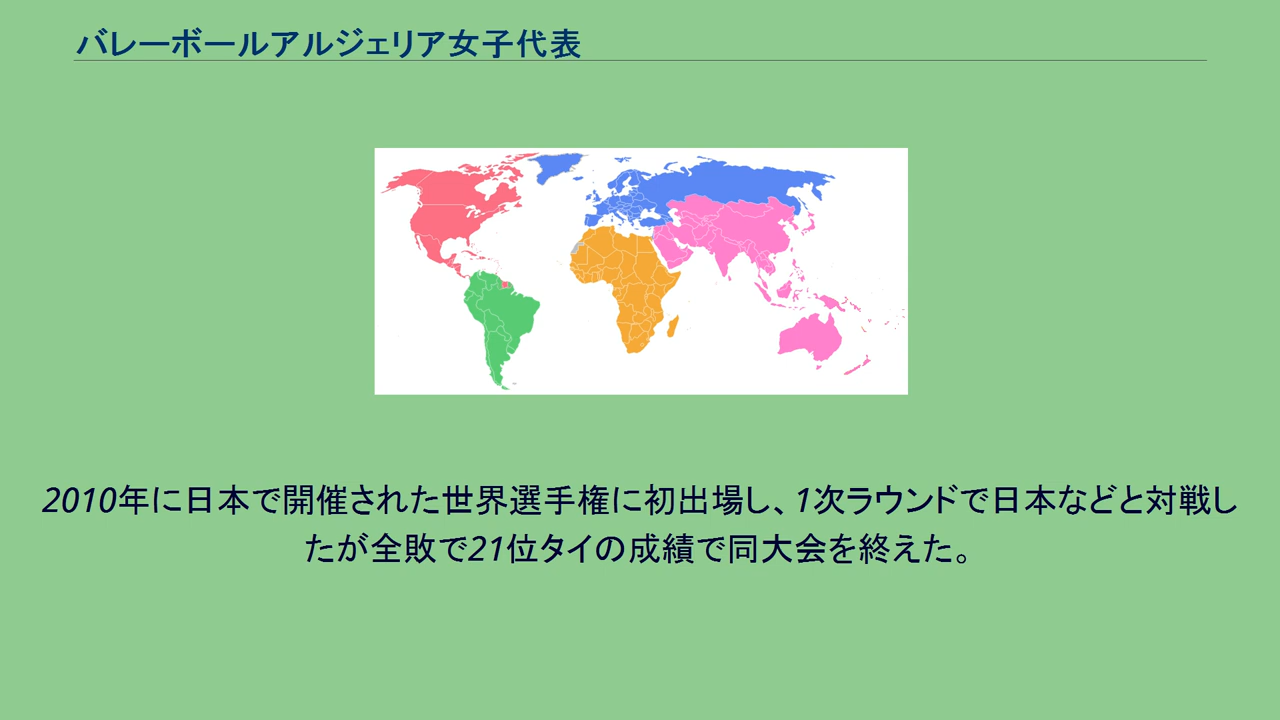 バレーボールアルジェリア女子代表
2010年に日本で開催された世界選手権に初出場し、1次ラウンドで日本などと対戦し
たが全敗で21位タイの成績で同大会を終えた。